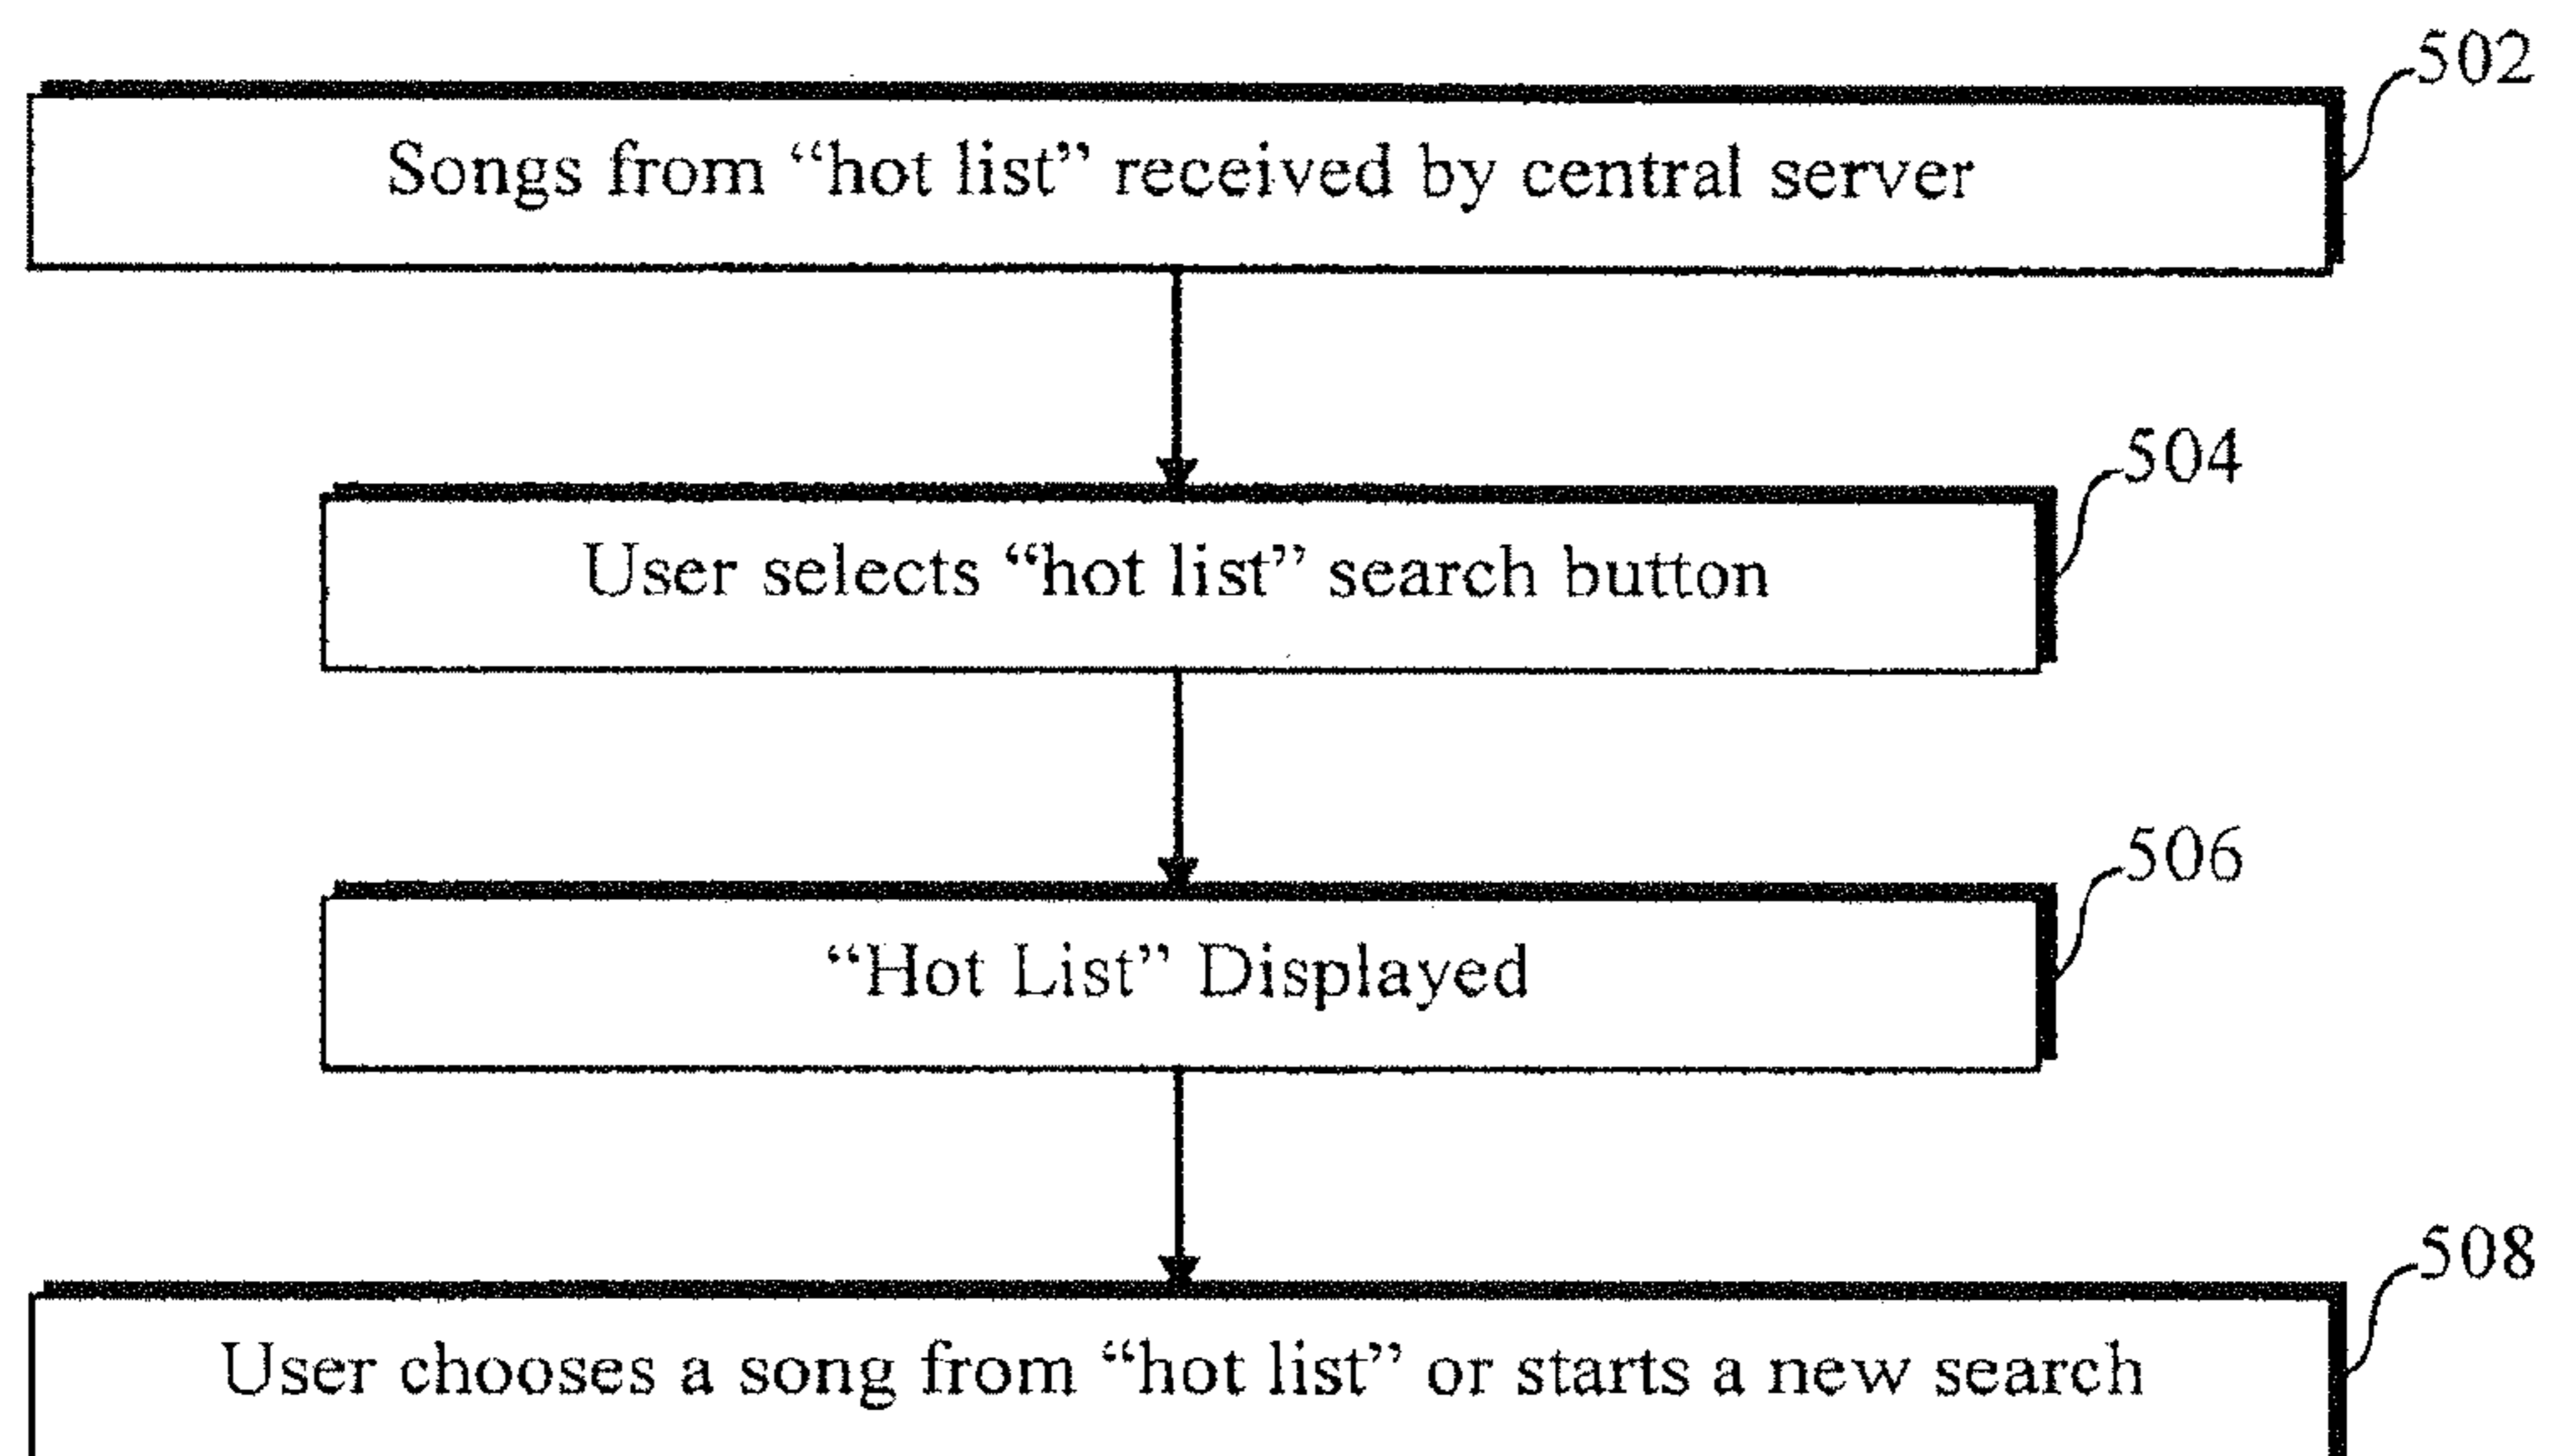 502
Songs from “hot list” received by central server
504
User selects “hot list” search button
506
“Hot List” Displayed
508
User chooses a song from “hot list” or starts a new search